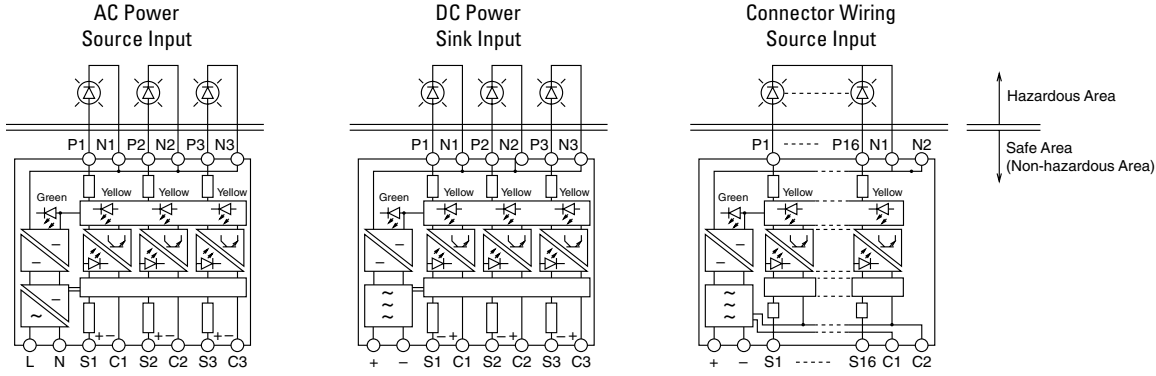 AC Power
Source Input
P1 N1 P2 N2 P3 N3
Green
Yellow Yellow Yellow
+ − + − + −
L N S1 C1 S2 C2 S3 C3
DC Power
Sink Input
P1 N1 P2 N2 P3 N3
Green
Yellow Yellow Yellow
− + − + − +
+ − S1 C1 S2 C2 S3 C3
Connector Wiring
Source Input
P1 ----- P16 N1 N2
Green
Yellow Yellow
+ − S1 ----- S16 C1 C2
Hazardous Area
Safe Area
(Non-hazardous Area)